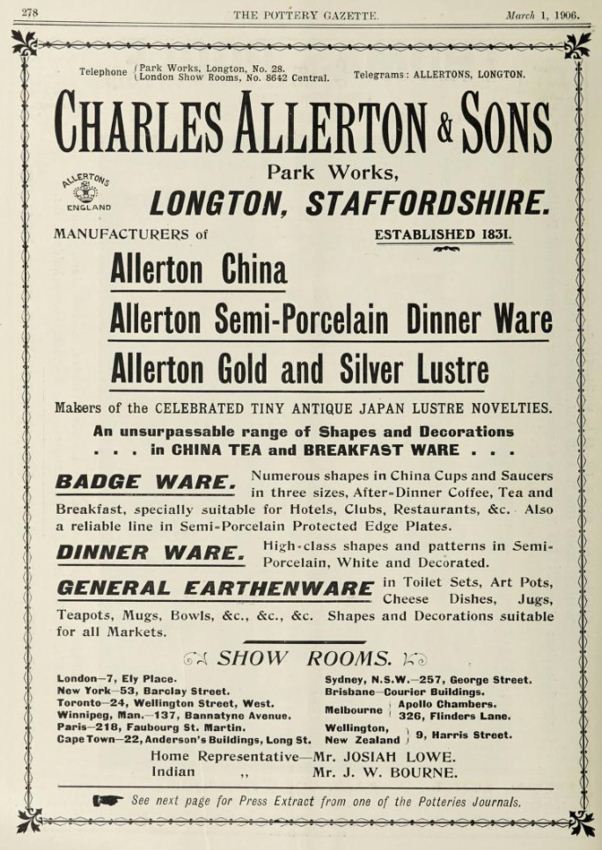 278 THE POTTERY GAZETTE. March 1, 1906.
Telephone { Park Works, Longton, No. 28.
London Show Rooms, No. 8642 Central. Telegrams: ALLERTONS, LONGTON.
CHARLES ALLERTON & SONS
Park Works,
ALLERTONS
ENGLAND
LONGTON, STAFFORDSHIRE.
MANUFACTURERS of ESTABLISHED 1831.
Allerton China
Allerton Semi-Porcelain Dinner Ware
Allerton Gold and Silver Lustre
Makers of the CELEBRATED TINY ANTIQUE JAPAN LUSTRE NOVELTIES.
An unsurpassable range of Shapes and Decorations
. . . in CHINA TEA and BREAKFAST WARE . . .
BADGE WARE. Numerous shapes in China Cups and Saucers
in three sizes, After-Dinner Coffee, Tea and
Breakfast, specially suitable for Hotels, Clubs, Restaurants, &c. Also
a reliable line in Semi-Porcelain Protected Edge Plates.
DINNER WARE. High-class shapes and patterns in Semi-
Porcelain, White and Decorated.
GENERAL EARTHENWARE in Toilet Sets, Art Pots,
Cheese Dishes, Jugs,
Teapots, Mugs, Bowls, &c., &c., &c. Shapes and Decorations suitable
for all Markets.
SHOW ROOMS.
London—7, Ely Place.
New York—53, Barclay Street.
Toronto—24, Wellington Street, West.
Winnipeg, Man.—137, Bannatyne Avenue.
Paris—218, Faubourg St. Martin.
Cape Town—22, Anderson's Buildings, Long St.
Sydney, N.S.W.—257, George Street.
Brisbane—Courier Buildings.
Melbourne { Apollo Chambers.
326, Flinders Lane.
Wellington,
New Zealand } 9, Harris Street.
Home Representative—Mr. JOSIAH LOWE.
Indian ,, Mr. J. W. BOURNE.
See next page for Press Extract from one of the Potteries Journals.